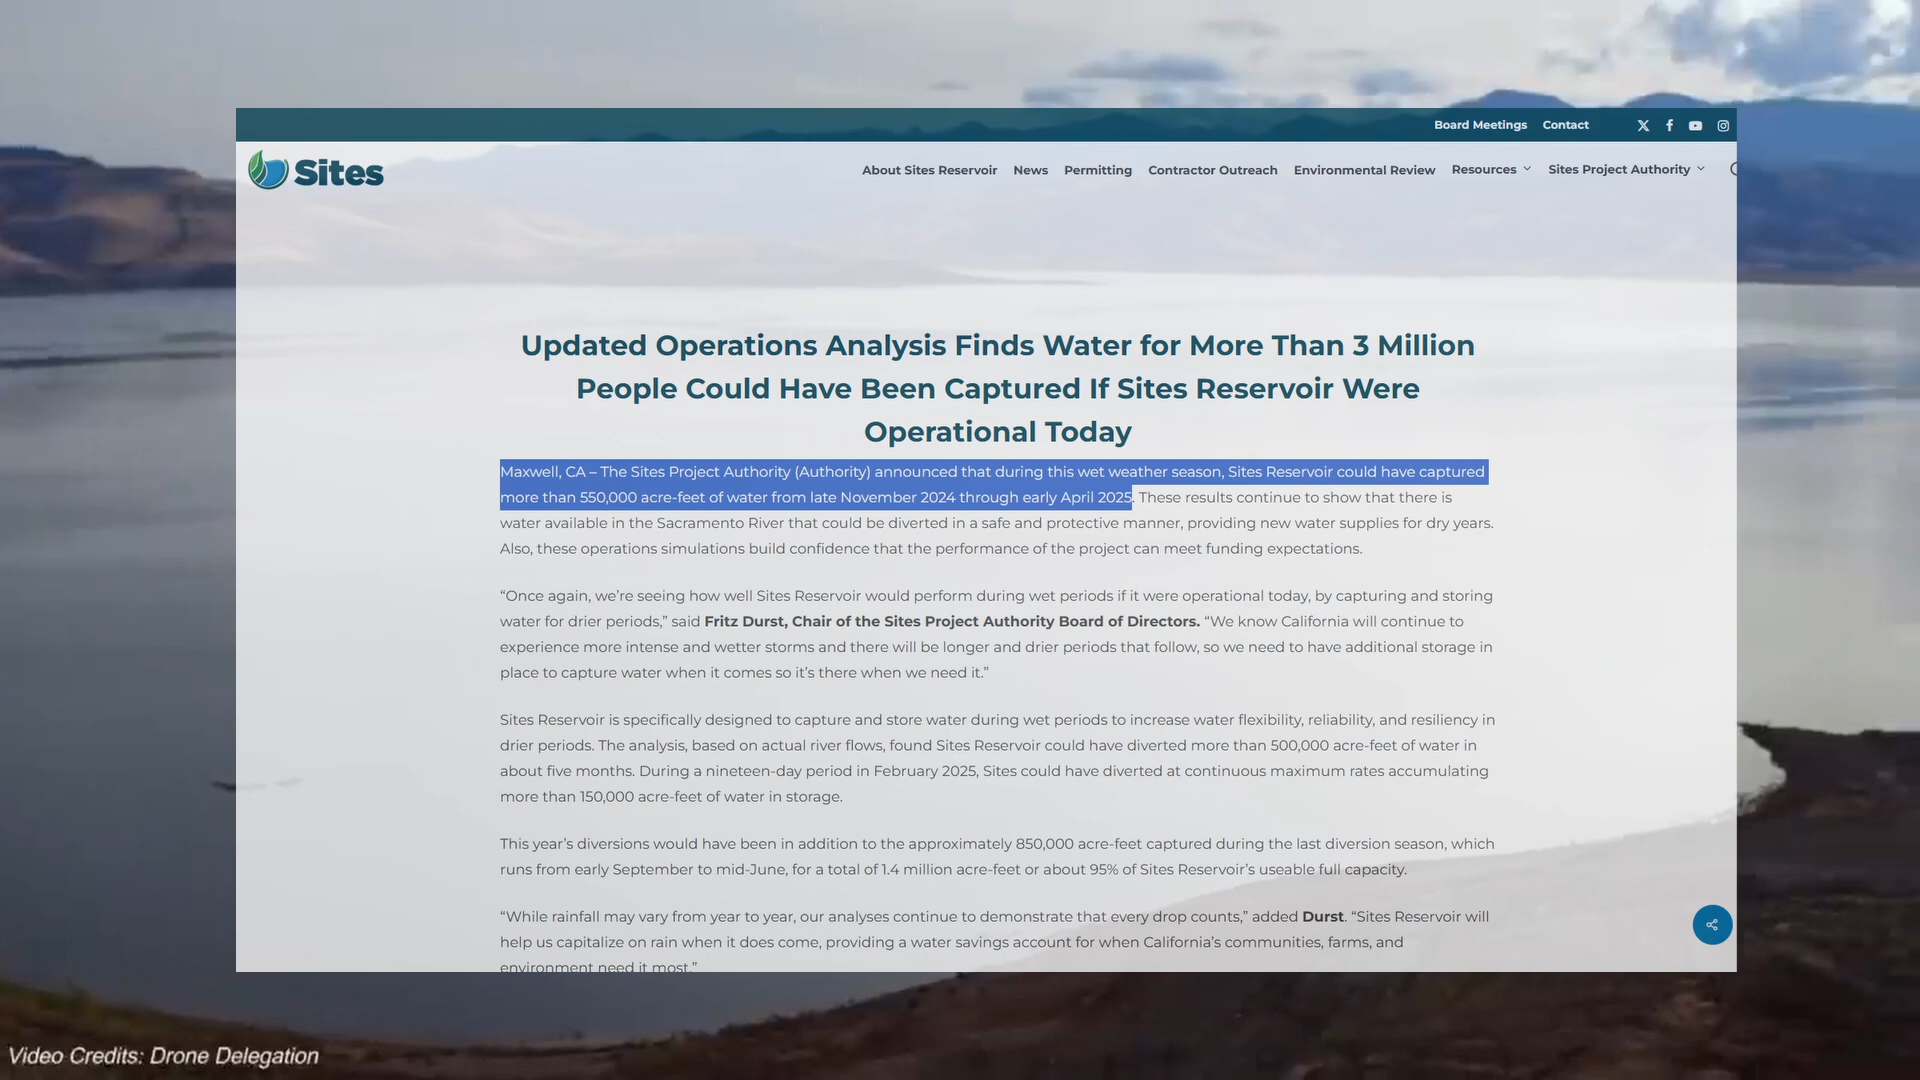 Board Meetings Contact
Sites
About Sites Reservoir News Permitting Contractor Outreach Environmental Review Resources Sites Project Authority
Updated Operations Analysis Finds Water for More Than 3 Million
People Could Have Been Captured If Sites Reservoir Were
Operational Today
Maxwell, CA – The Sites Project Authority (Authority) announced that during this wet weather season, Sites Reservoir could have captured
more than 550,000 acre-feet of water from late November 2024 through early April 2025. These results continue to show that there is
water available in the Sacramento River that could be diverted in a safe and protective manner, providing new water supplies for dry years.
Also, these operations simulations build confidence that the performance of the project can meet funding expectations.
“Once again, we’re seeing how well Sites Reservoir would perform during wet periods if it were operational today, by capturing and storing
water for drier periods,” said Fritz Durst, Chair of the Sites Project Authority Board of Directors. “We know California will continue to
experience more intense and wetter storms and there will be longer and drier periods that follow, so we need to have additional storage in
place to capture water when it comes so it’s there when we need it.”
Sites Reservoir is specifically designed to capture and store water during wet periods to increase water flexibility, reliability, and resiliency in
drier periods. The analysis, based on actual river flows, found Sites Reservoir could have diverted more than 500,000 acre-feet of water in
about five months. During a nineteen-day period in February 2025, Sites could have diverted at continuous maximum rates accumulating
more than 150,000 acre-feet of water in storage.
This year’s diversions would have been in addition to the approximately 850,000 acre-feet captured during the last diversion season, which
runs from early September to mid-June, for a total of 1.4 million acre-feet or about 95% of Sites Reservoir’s useable full capacity.
“While rainfall may vary from year to year, our analyses continue to demonstrate that every drop counts,” added Durst. “Sites Reservoir will
help us capitalize on rain when it does come, providing a water savings account for when California’s communities, farms, and
environment need it most.”
Video Credits: Drone Delegation